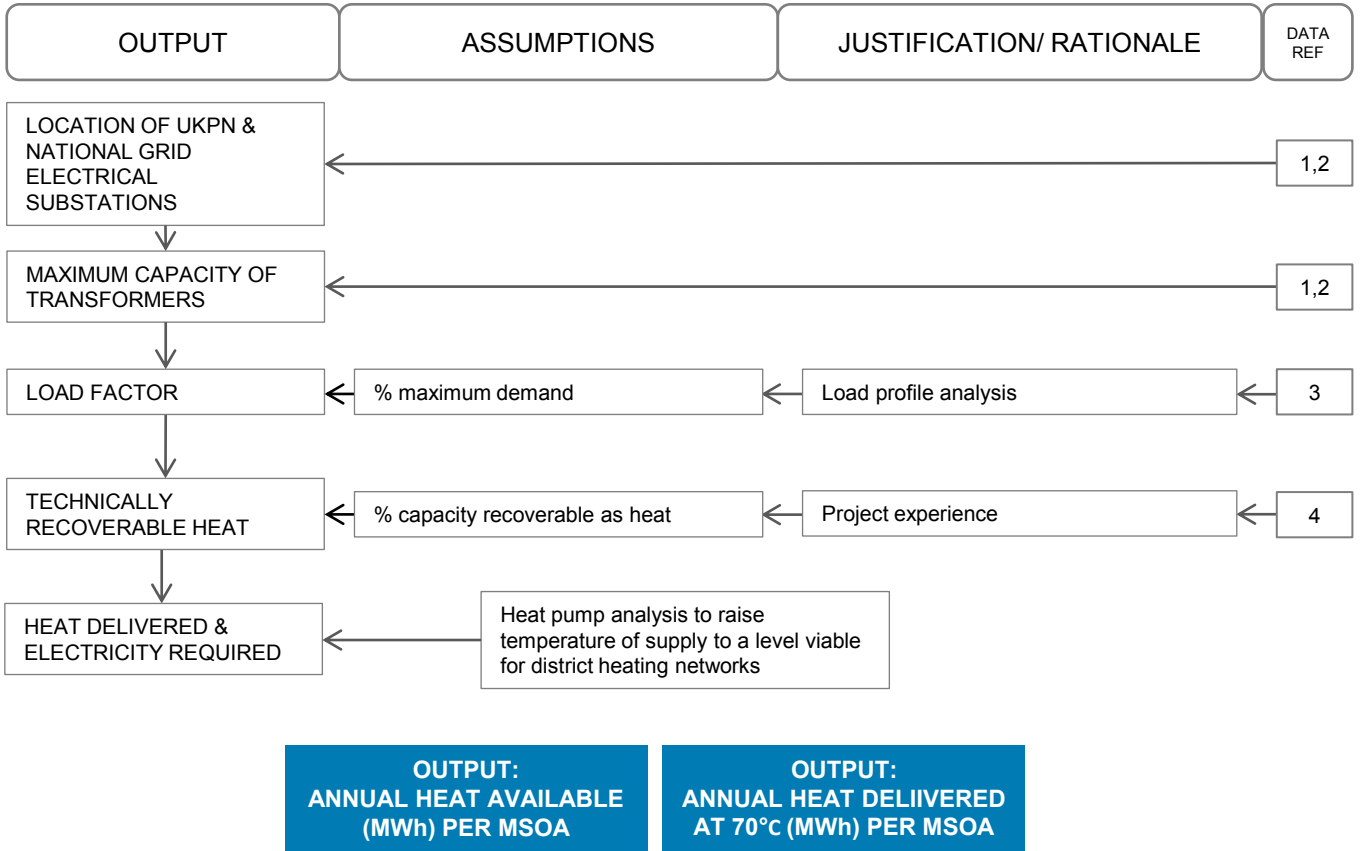 OUTPUT
ASSUMPTIONS
JUSTIFICATION/ RATIONALE
DATA
REF
LOCATION OF UKPN &
NATIONAL GRID
ELECTRICAL
SUBSTATIONS
1,2
MAXIMUM CAPACITY OF
TRANSFORMERS
1,2
LOAD FACTOR
% maximum demand
Load profile analysis
3
TECHNICALLY
RECOVERABLE HEAT
% capacity recoverable as heat
Project experience
4
HEAT DELIVERED &
ELECTRICITY REQUIRED
Heat pump analysis to raise
temperature of supply to a level viable
for district heating networks
OUTPUT:
ANNUAL HEAT AVAILABLE
(MWh) PER MSOA
OUTPUT:
ANNUAL HEAT DELIIVERED
AT 70°C (MWh) PER MSOA